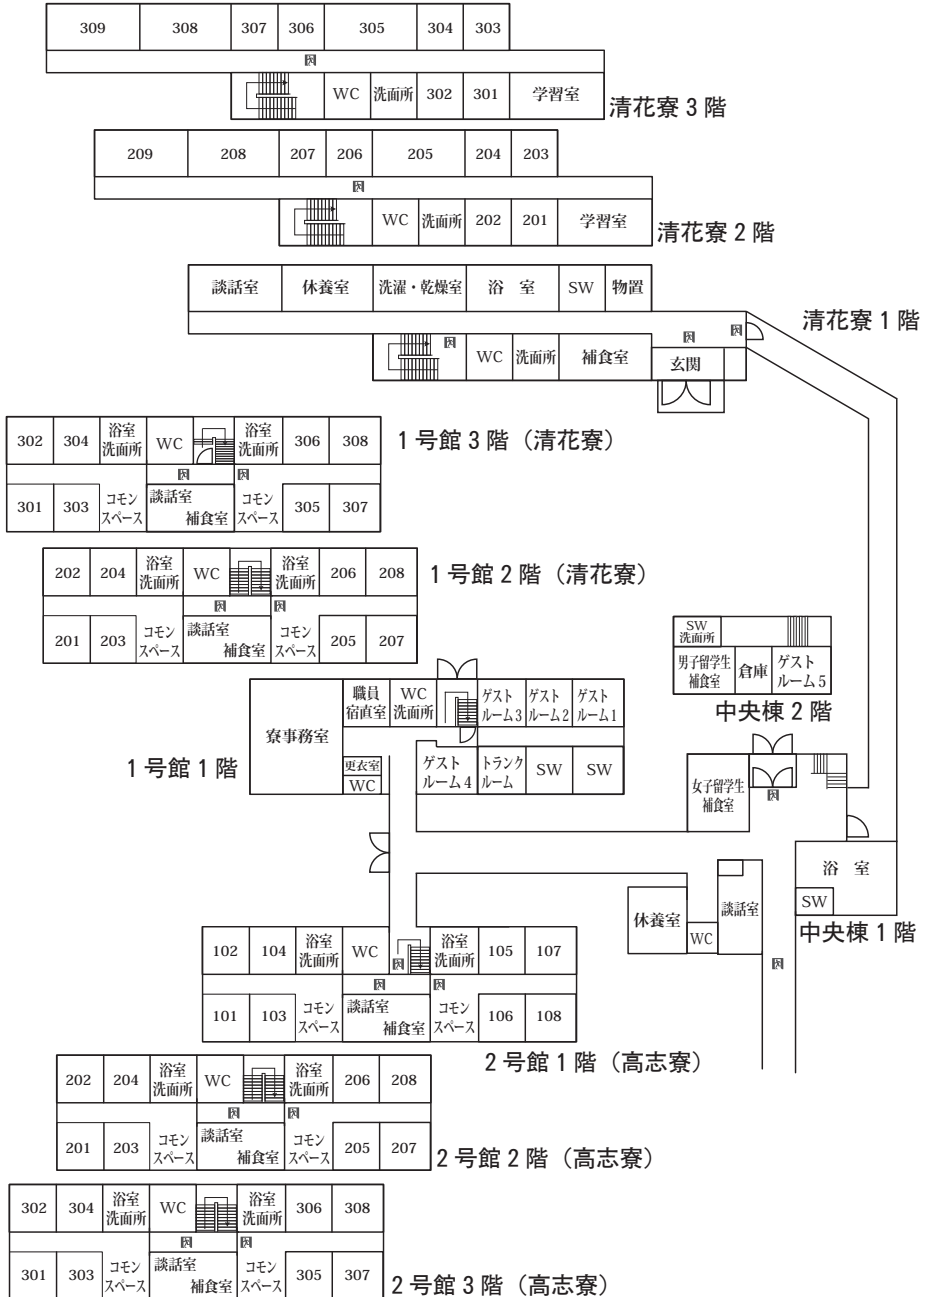 309 308 307 306 305 304 303
WC 洗面所 302 301 学習室
清花寮 3 階
209 208 207 206 205 204 203
WC 洗面所 202 201 学習室
清花寮 2 階
談話室 休養室 洗濯・乾燥室 浴 室 SW 物置
清花寮 1 階
WC 洗面所 補食室 玄関
302 304 浴室 WC 浴室 306 308
洗面所 洗面所
1 号館 3 階（清花寮）
301 303 コモン 談話室 コモン 305 307
スペース 補食室 スペース
202 204 浴室 WC 浴室 206 208
洗面所 洗面所
1 号館 2 階（清花寮）
201 203 コモン 談話室 コモン 205 207
スペース 補食室 スペース
SW
洗面所
男子留学生 倉庫 ゲスト
補食室 ルーム 5
中央棟 2 階
寮事務室
職員 WC ゲスト ゲスト ゲスト
宿直室 洗面所 ルーム3 ルーム2 ルーム1
1 号館 1 階
更衣室 ゲスト トランク SW SW
WC ルーム 4 ルーム
女子留学生
補食室
浴 室
SW
休養室 WC 談話室
中央棟 1 階
102 104 浴室 WC 浴室 105 107
洗面所 洗面所
101 103 コモン 談話室 コモン 106 108
スペース 補食室 スペース
2 号館 1 階（高志寮）
202 204 浴室 WC 浴室 206 208
洗面所 洗面所
201 203 コモン 談話室 コモン 205 207
スペース 補食室 スペース
2 号館 2 階（高志寮）
302 304 浴室 WC 浴室 306 308
洗面所 洗面所
301 303 コモン 談話室 コモン 305 307
スペース 補食室 スペース
2 号館 3 階（高志寮）